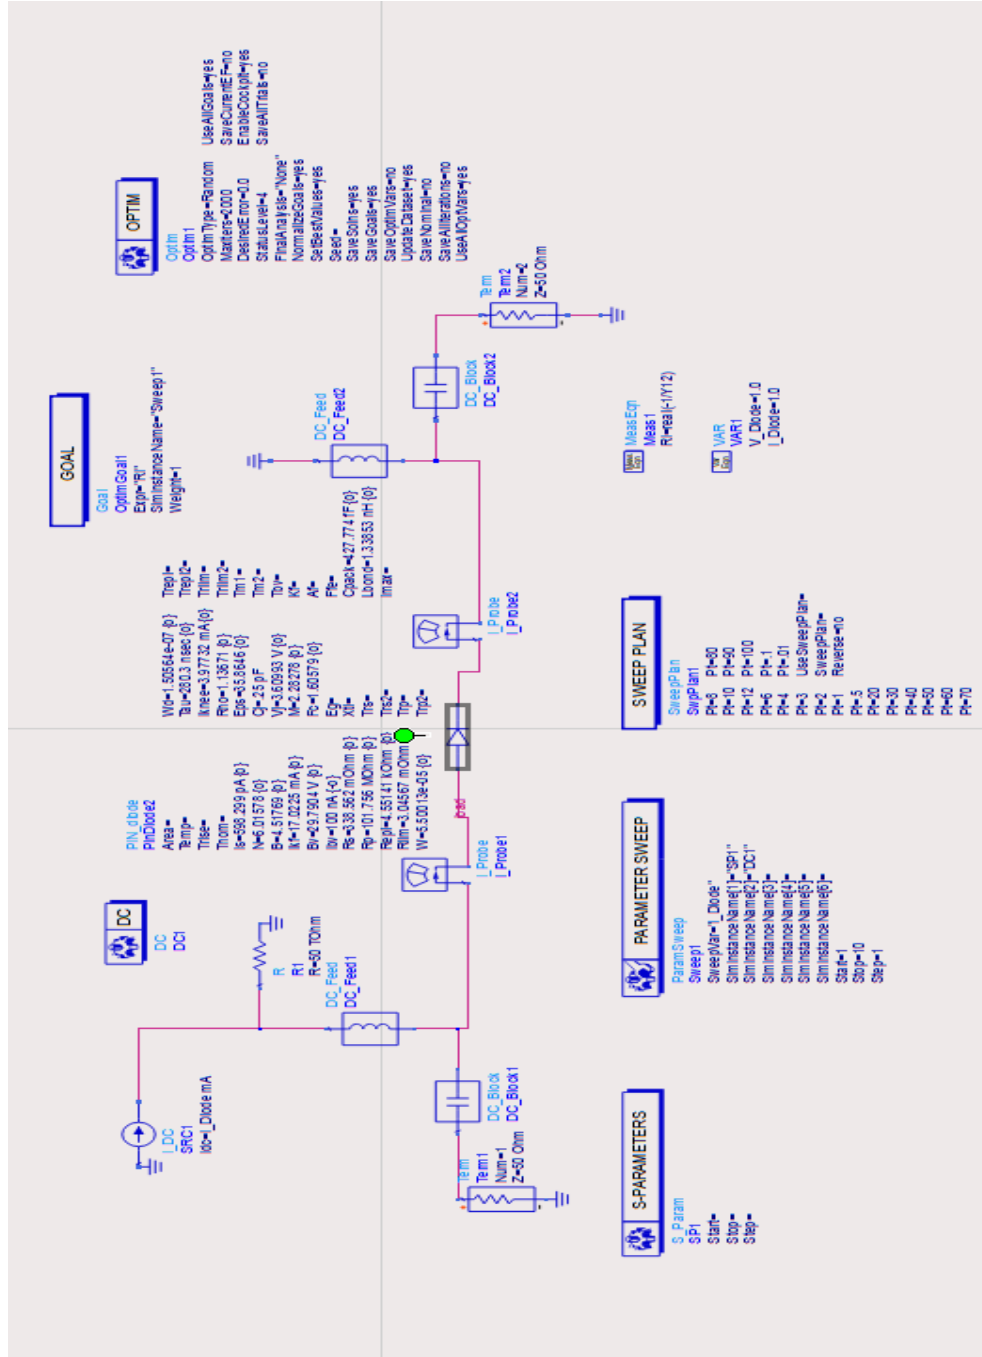 GOAL
Goal
OptimGoal1
Expr="RI"
SimInstanceName="Sweep1"
Weight=1
OPTIM
Optim
Optim1
OptimType=Random
MaxIters=2000
DesiredError=0.0
StatusLevel=4
FinalAnalysis="None"
NormalizeGoals=yes
SetBestValues=yes
Seed=
SaveSolns=yes
SaveGoals=yes
SaveOptimVars=no
UpdateDataset=yes
SaveNominal=no
SaveAllIterations=no
UseAllOptVars=yes
UseAllGoals=yes
SaveCurrentEF=no
EnableCockpit=yes
SaveAllTrials=no
DC
DC
DC1
PIN_diode
PinDiode2
Area=
Temp=
Trise=
Tnom=
Is=598.299 pA {o}
N=6.01578 {o}
B=4.51769 {o}
Ikf=17.0225 mA {o}
Bv=29.7904 V {o}
Ibv=100 nA {-o}
Rs=338.562 mOhm {o}
Rp=101.756 MOhm {o}
Repi=4.55141 kOhm {o}
Rlim=3.04567 mOhm
W=5.50013e-05 {o}
Wd=1.50564e-07 {o}
Tau=280.3 nsec {o}
Ikne=3.97732 mA {o}
Rho=1.13671 {o}
Eps=35.8646 {o}
Cj=.25 pF
Vj=3.60993 V {o}
M=2.28278 {o}
Fc=1.60579 {o}
Eg=
Xti=
Trs=
Trs2=
Trp=
Trp2=
Trepi=
Trepi2=
Trlim=
Trlim2=
Tm1=
Tm2=
Tbv=
Kf=
Af=
Ffe=
Cpack=427.774 fF {o}
Lbond=1.33853 nH {o}
Imax=
I_DC
SRC1
Idc=I_Diode mA
R
R1
R=50 TOhm
DC_Feed
DC_Feed1
DC_Feed
DC_Feed2
I_Probe
I_Probe1
I_Probe
I_Probe2
DC_Block
DC_Block1
DC_Block
DC_Block2
Term
Term1
Num=1
Z=50 Ohm
Term
Term2
Num=2
Z=50 Ohm
S-PARAMETERS
S_Param
SP1
Start=
Stop=
Step=
PARAMETER SWEEP
ParamSweep
Sweep1
SweepVar="I_Diode"
SimInstanceName[1]="SP1"
SimInstanceName[2]="DC1"
SimInstanceName[3]=
SimInstanceName[4]=
SimInstanceName[5]=
SimInstanceName[6]=
Start=1
Stop=10
Step=1
SWEEP PLAN
SweepPlan
SwpPlan1
Pt=8 Pt=80
Pt=10 Pt=90
Pt=12 Pt=100
Pt=6 Pt=.1
Pt=4 Pt=.01
Pt=3 UseSweepPlan=
Pt=2 SweepPlan=
Pt=1 Reverse=no
Pt=.5
Pt=20
Pt=30
Pt=40
Pt=50
Pt=60
Pt=70
Meas Eqn
MeasEqn
Meas1
RI=real(-1/Y12)
Var Eqn
VAR
VAR1
V_Diode=1.0
I_Diode=1.0